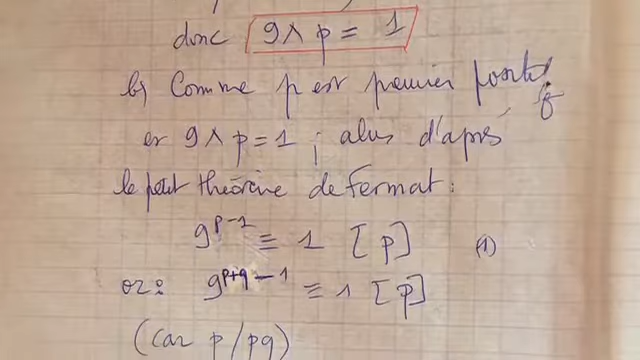 donc 9 ∧ p = 1
b) Comme p est premier positif
et 9 ∧ p = 1 ; alors d'après
le petit théorème de Fermat :
9^{p-1} ≡ 1 [p] (1)
or : 9^{p+q-1} ≡ 1 [p]
(car p/pq)